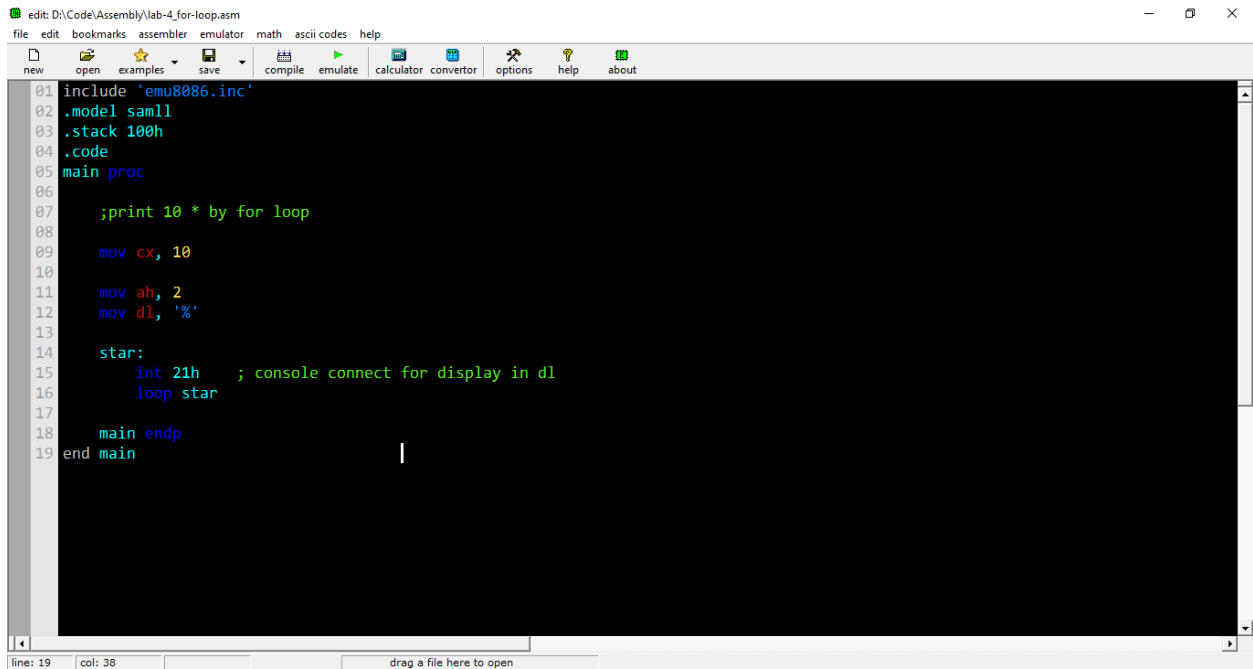 edit: D:\Code\Assembly\lab-4_for-loop.asm
file edit bookmarks assembler emulator math ascii codes help
new open examples save compile emulate calculator convertor options help about
01 include 'emu8086.inc'
02 .model samll
03 .stack 100h
04 .code
05 main proc
06
07 ;print 10 * by for loop
08
09 mov cx, 10
10
11 mov ah, 2
12 mov dl, '%'
13
14 star:
15 int 21h ; console connect for display in dl
16 loop star
17
18 main endp
19 end main
line: 19 col: 38 drag a file here to open